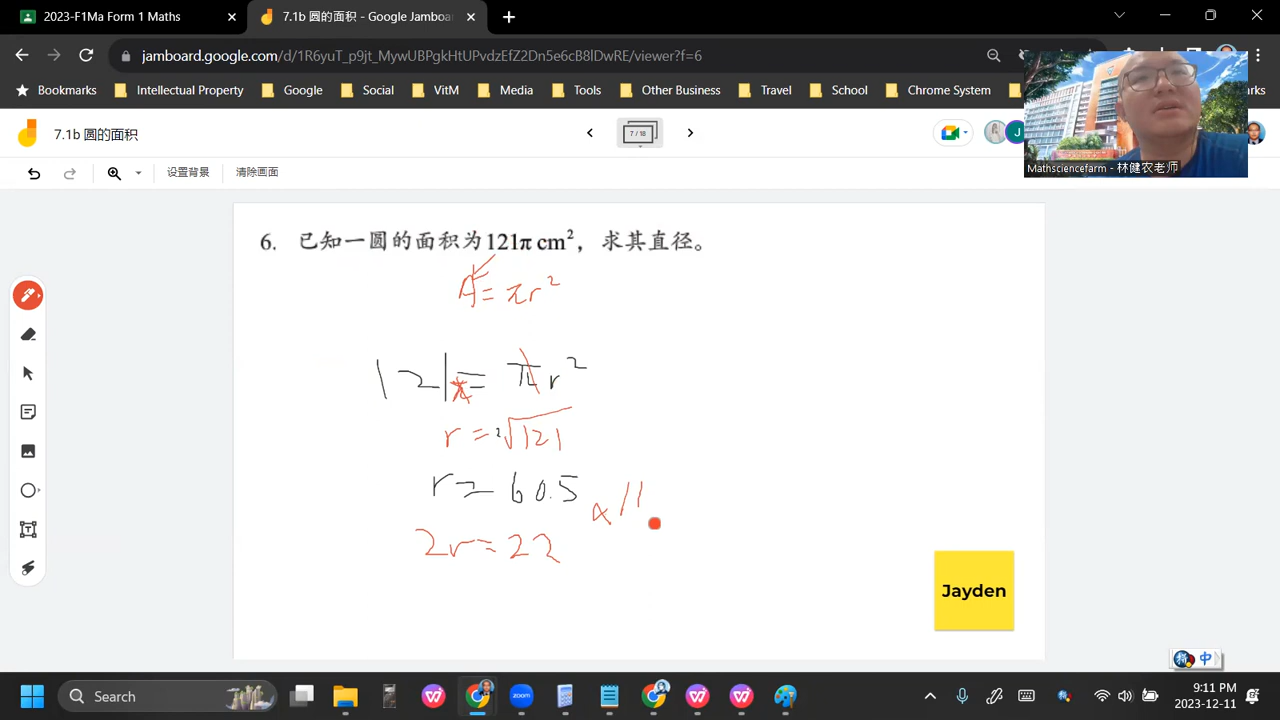 2023-F1Ma Form 1 Maths
7.1b 圆的面积 - Google Jamboard
jamboard.google.com/d/1R6yuT_p9jt_MywUBPgkHtUPvdzEfZ2Dn5e6cB8lDwRE/viewer?f=6
Bookmarks Intellectual Property Google Social VitM Media Tools Other Business Travel School Chrome System
7.1b 圆的面积
7 / 18
J
设置背景 清除画面
Mathsciencefarm - 林健农老师
6. 已知一圆的面积为121π cm²，求其直径。
A = πr²
121π = πr²
r = ²√121
r = 60.5
11
2r = 22
Jayden
中
Search
9:11 PM
2023-12-11